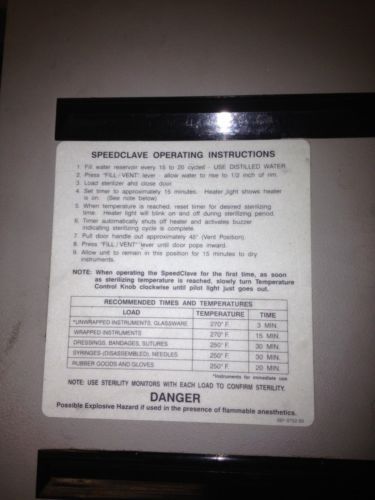 SPEEDCLAVE OPERATING INSTRUCTIONS
1. Fill water reservoir every 15 to 20 cycles - USE DISTILLED WATER.
2. Press "FILL/VENT" lever - allow water to rise to 1/2 inch of rim.
3. Load sterilizer and close door.
4. Set timer to approximately 15 minutes. Heater light shows heater
is on. (See note below)
5. When temperature is reached, reset timer for desired sterilizing
time. Heater light will blink on and off during sterilizing period.
6. Timer automatically shuts off heater and activates buzzer
indicating sterilizing cycle is complete.
7. Pull door handle out approximately 45° (Vent Position).
8. Press "FILL/VENT" lever until door pops inward.
9. Allow unit to remain in this position for 15 minutes to dry
instruments.
NOTE: When operating the SpeedClave for the first time, as soon
as sterilizing temperature is reached, slowly turn Temperature
Control Knob clockwise until pilot light just goes out.
RECOMMENDED TIMES AND TEMPERATURES
LOAD TEMPERATURE TIME
*UNWRAPPED INSTRUMENTS, GLASSWARE 270° F. 3 MIN.
WRAPPED INSTRUMENTS 270° F. 15 MIN.
DRESSINGS, BANDAGES, SUTURES 250° F. 30 MIN.
SYRINGES (DISASSEMBLED), NEEDLES 250° F. 30 MIN.
RUBBER GOODS AND GLOVES 250° F. 20 MIN.
*Instruments for immediate use
NOTE: USE STERILITY MONITORS WITH EACH LOAD TO CONFIRM STERILITY.
DANGER
Possible Explosive Hazard if used in the presence of flammable anesthetics.